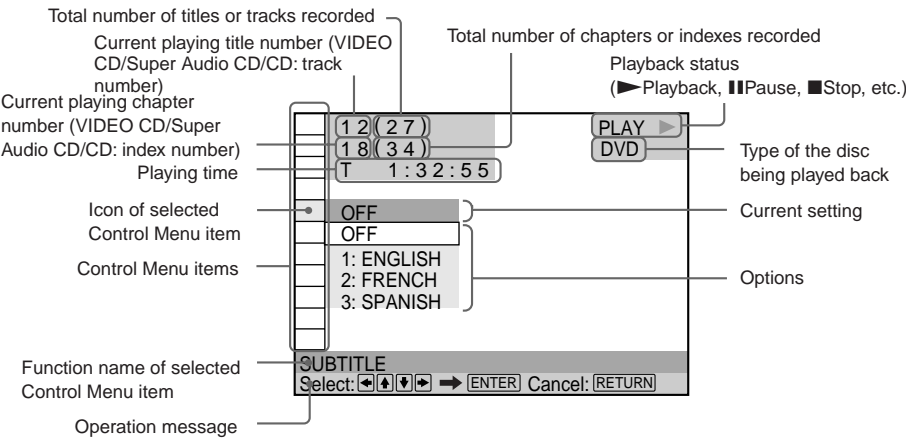 Total number of titles or tracks recorded
Current playing title number (VIDEO
CD/Super Audio CD/CD: track
number)
Total number of chapters or indexes recorded
Playback status
(►Playback, ❚❚Pause, ■Stop, etc.)
Current playing chapter
number (VIDEO CD/Super
Audio CD/CD: index number)
Playing time
12(27)
18(34)
T 1:32:55
PLAY ►
DVD
Type of the disc
being played back
Icon of selected
Control Menu item
OFF
Current setting
OFF
1: ENGLISH
2: FRENCH
3: SPANISH
Control Menu items
Options
Function name of selected
Control Menu item
SUBTITLE
Select: ← ↑ ↓ → ➡ ENTER Cancel: RETURN
Operation message